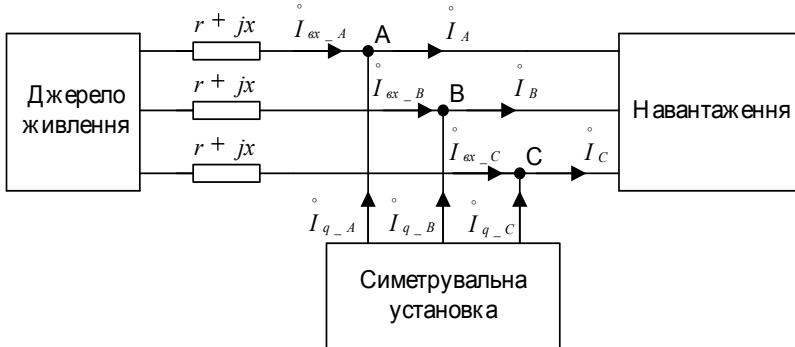 r + jx
I вх_A
A
I A
Джерело
живлення
r + jx
I вх_B
B
I B
Навантаження
r + jx
I вх_C
C
I C
I q_A
I q_B
I q_C
Симетрувальна
установка